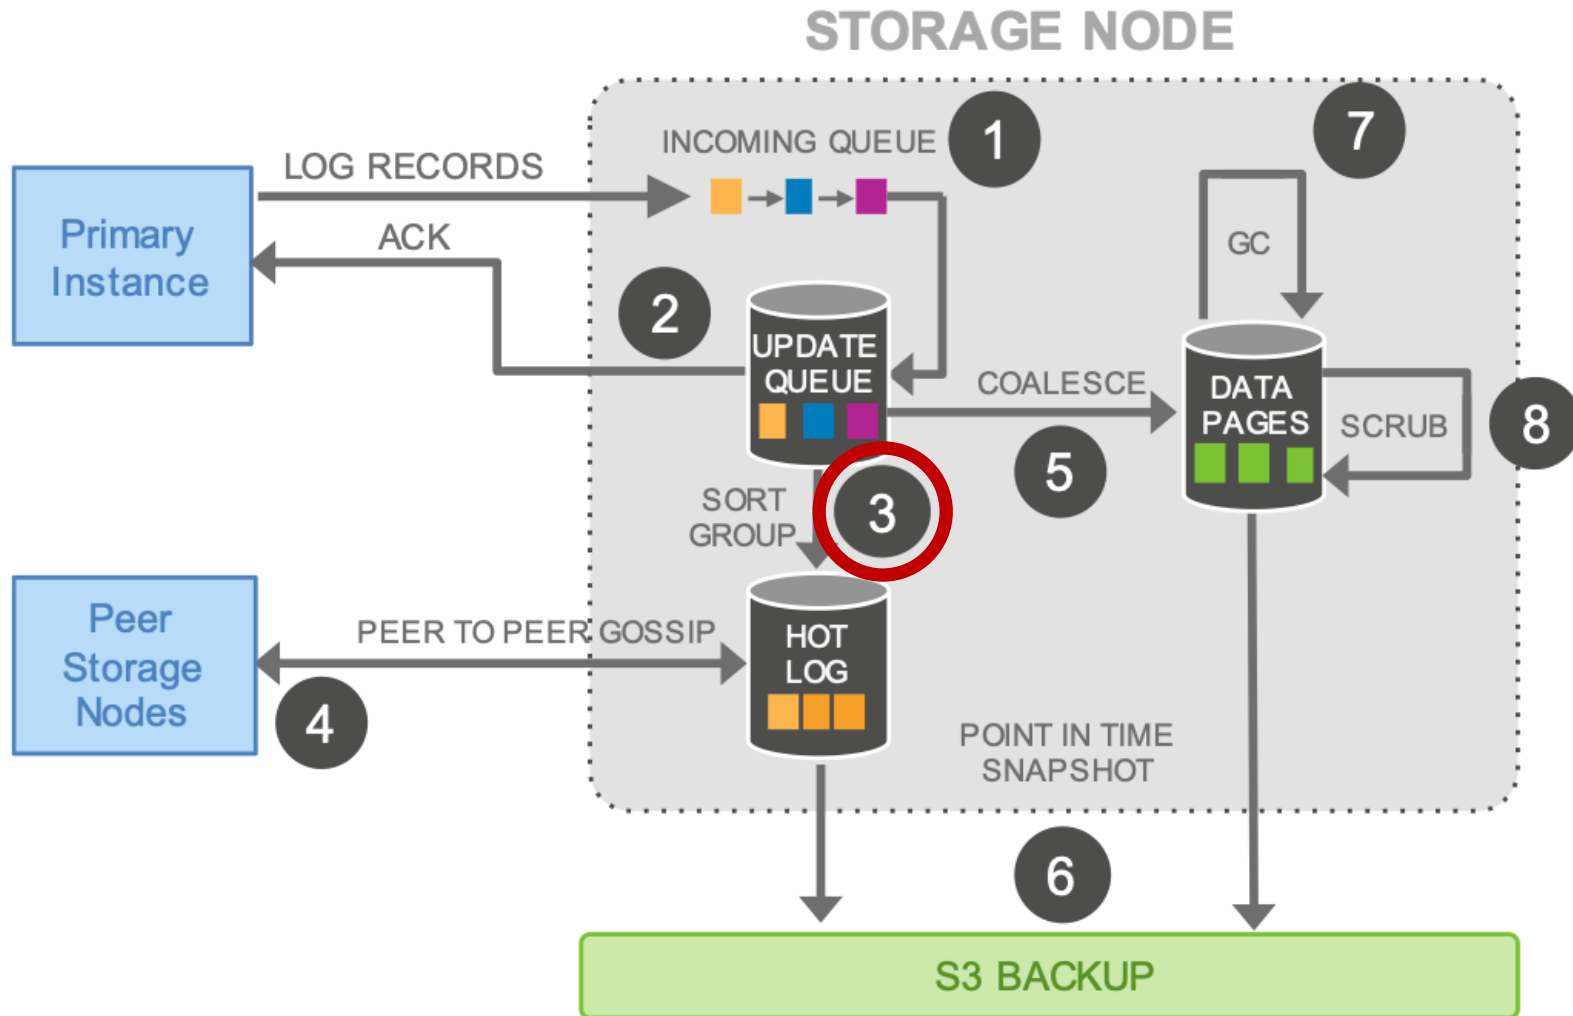 STORAGE NODE
INCOMING QUEUE
1
7
LOG RECORDS
Primary
Instance
ACK
GC
2
UPDATE
QUEUE
COALESCE
5
DATA
PAGES
SCRUB
8
SORT
GROUP
3
Peer
Storage
Nodes
PEER TO PEER GOSSIP
4
HOT
LOG
POINT IN TIME
SNAPSHOT
6
S3 BACKUP